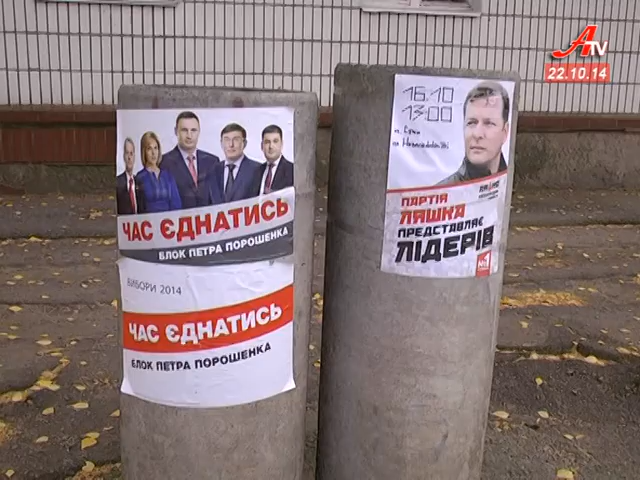 ATV
22.10.14
ЧАС ЄДНАТИСЬ
БЛОК ПЕТРА ПОРОШЕНКА
ВИБОРИ 2014
ЧАС ЄДНАТИСЬ
БЛОК ПЕТРА ПОРОШЕНКА
16.10
13:00
ПАРТІЯ
ЛЯШКА
ПРЕДСТАВЛЯЄ
ЛІДЕРІВ
№1